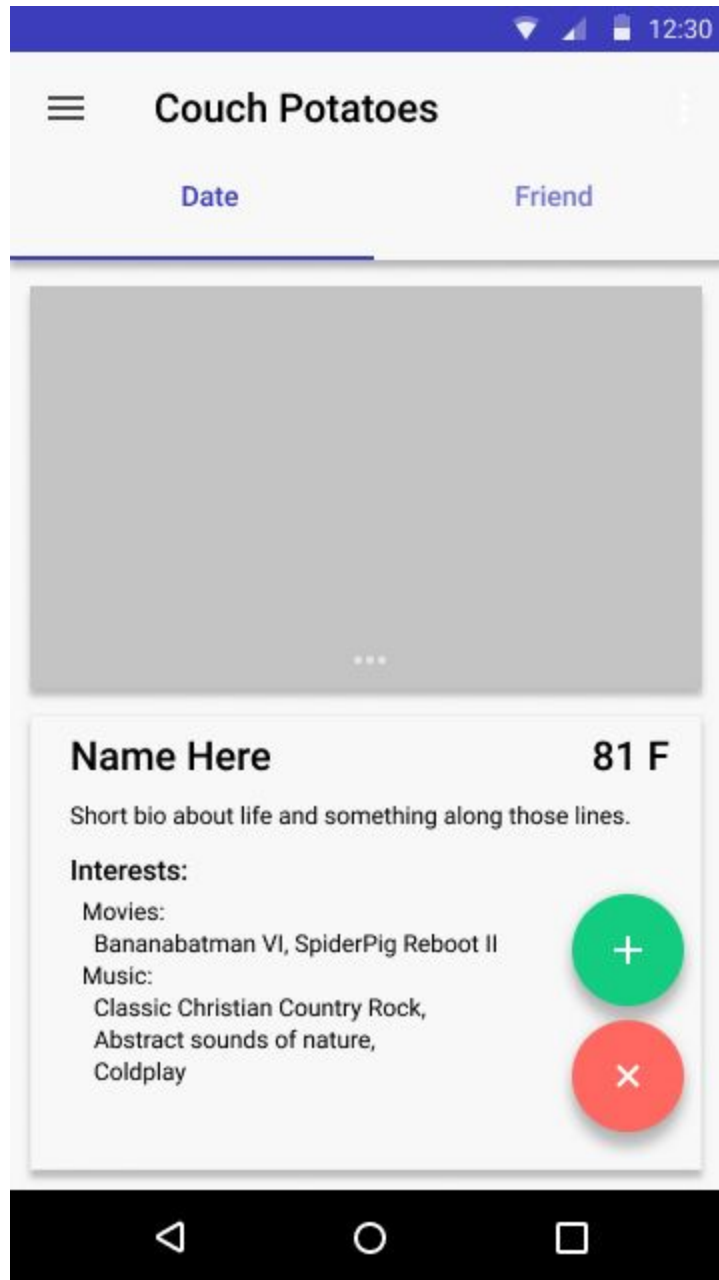 12:30
Couch Potatoes
Date Friend
Name Here 81 F
Short bio about life and something along those lines.
Interests:
Movies:
Bananabatman VI, SpiderPig Reboot II
Music:
Classic Christian Country Rock,
Abstract sounds of nature,
Coldplay